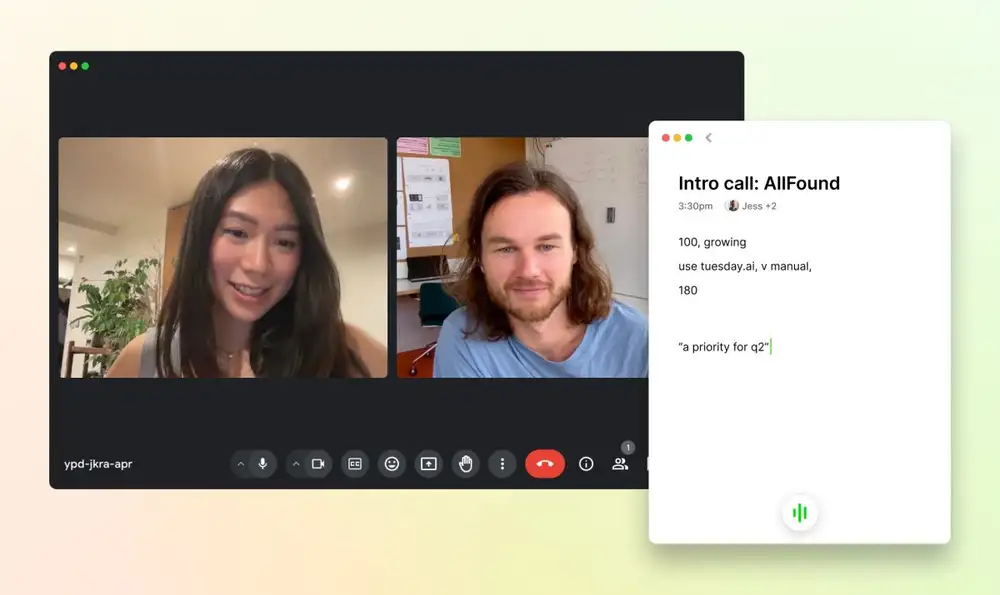 Intro call: AllFound
3:30pm Jess +2
100, growing
use tuesday.ai, v manual,
180
“a priority for q2”
ypd-jkra-apr
CC
1